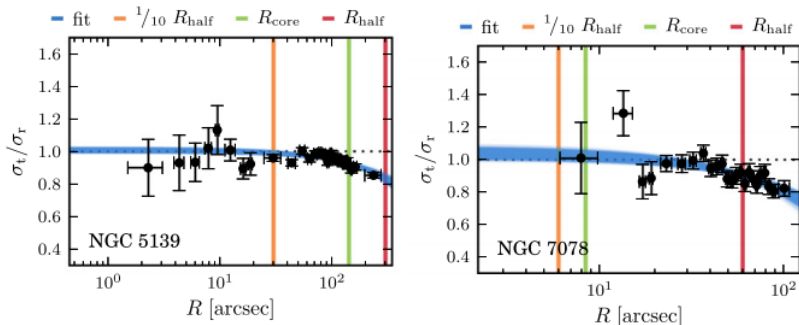 fit 1/10 R_half R_core R_half
σ_t/σ_r
1.6
1.4
1.2
1.0
0.8
0.6
0.4
NGC 5139
10^0 10^1 10^2
R [arcsec]
fit 1/10 R_half R_core R_half
σ_t/σ_r
1.6
1.4
1.2
1.0
0.8
0.6
0.4
NGC 7078
10^1 10^2
R [arcsec]